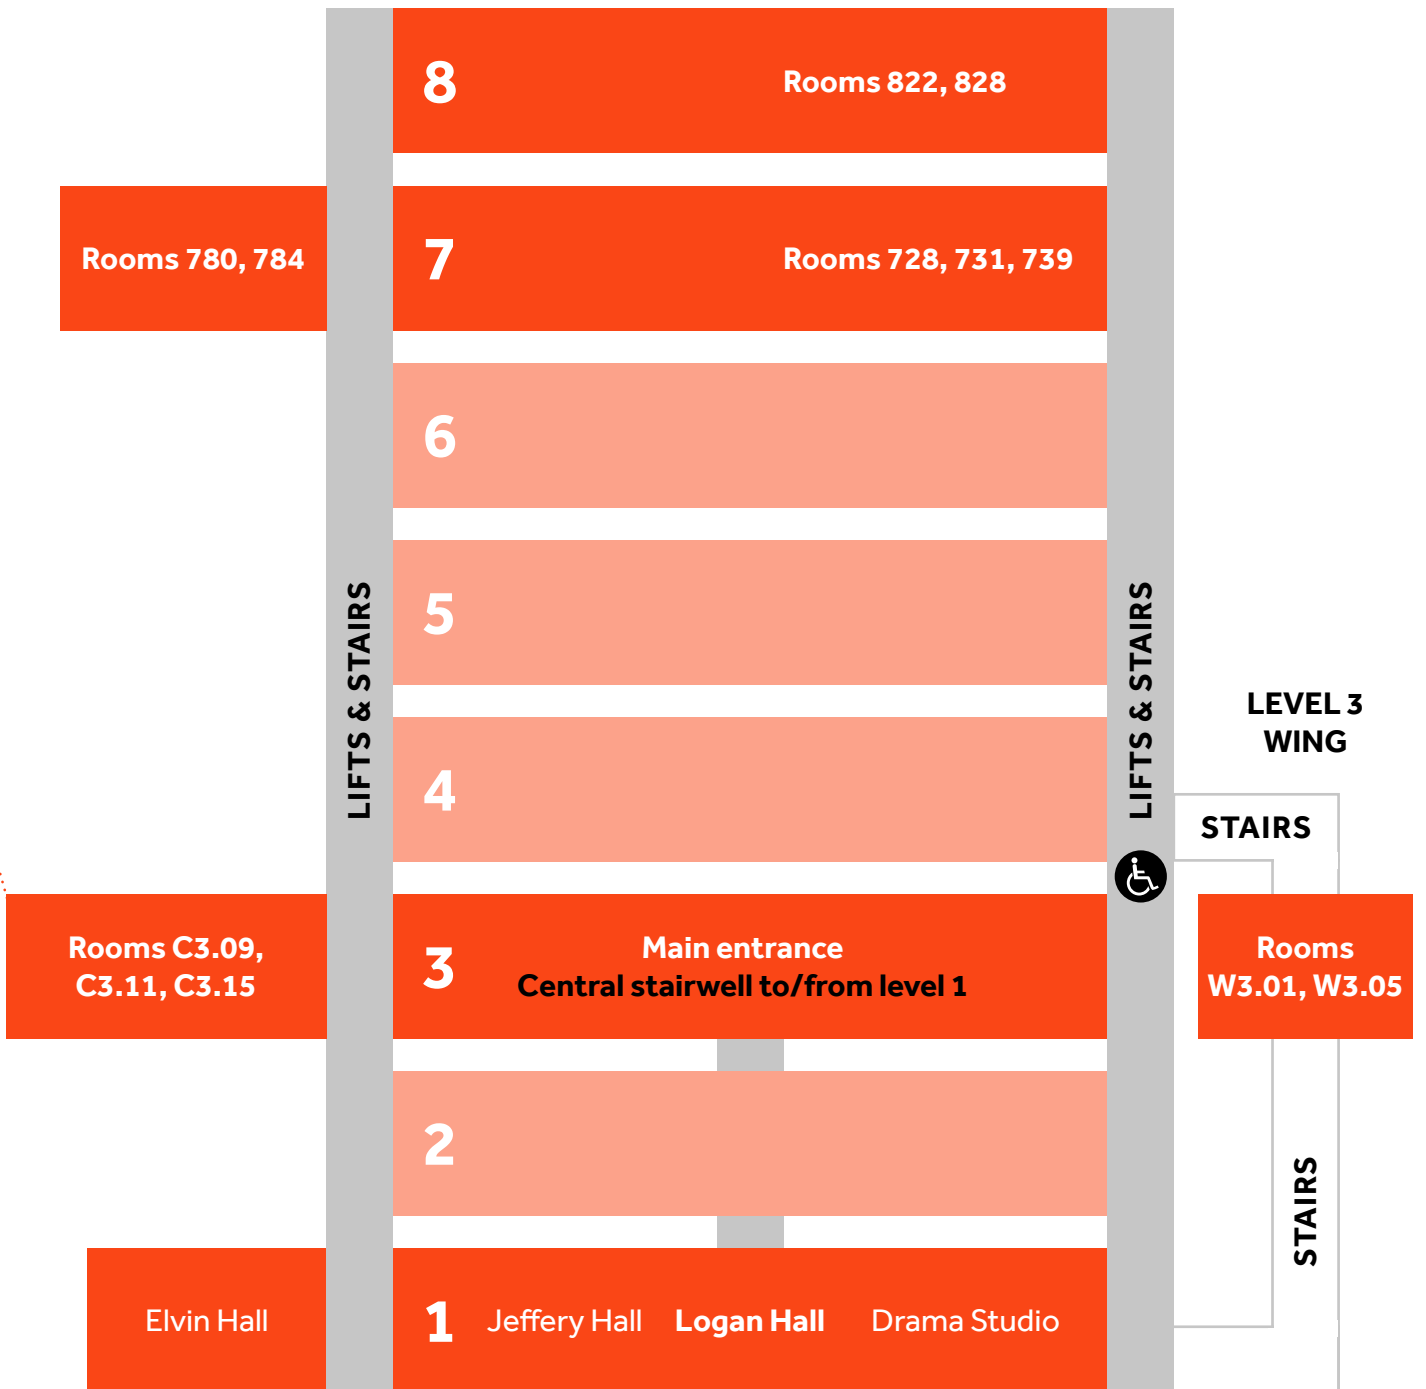 8
Rooms 822, 828
Rooms 780, 784
7
Rooms 728, 731, 739
6
5
LIFTS & STAIRS
LIFTS & STAIRS
4
LEVEL 3
WING
STAIRS
Rooms C3.09,
C3.11, C3.15
3
Main entrance
Central stairwell to/from level 1
Rooms
W3.01, W3.05
2
STAIRS
Elvin Hall
1
Jeffery Hall
Logan Hall
Drama Studio